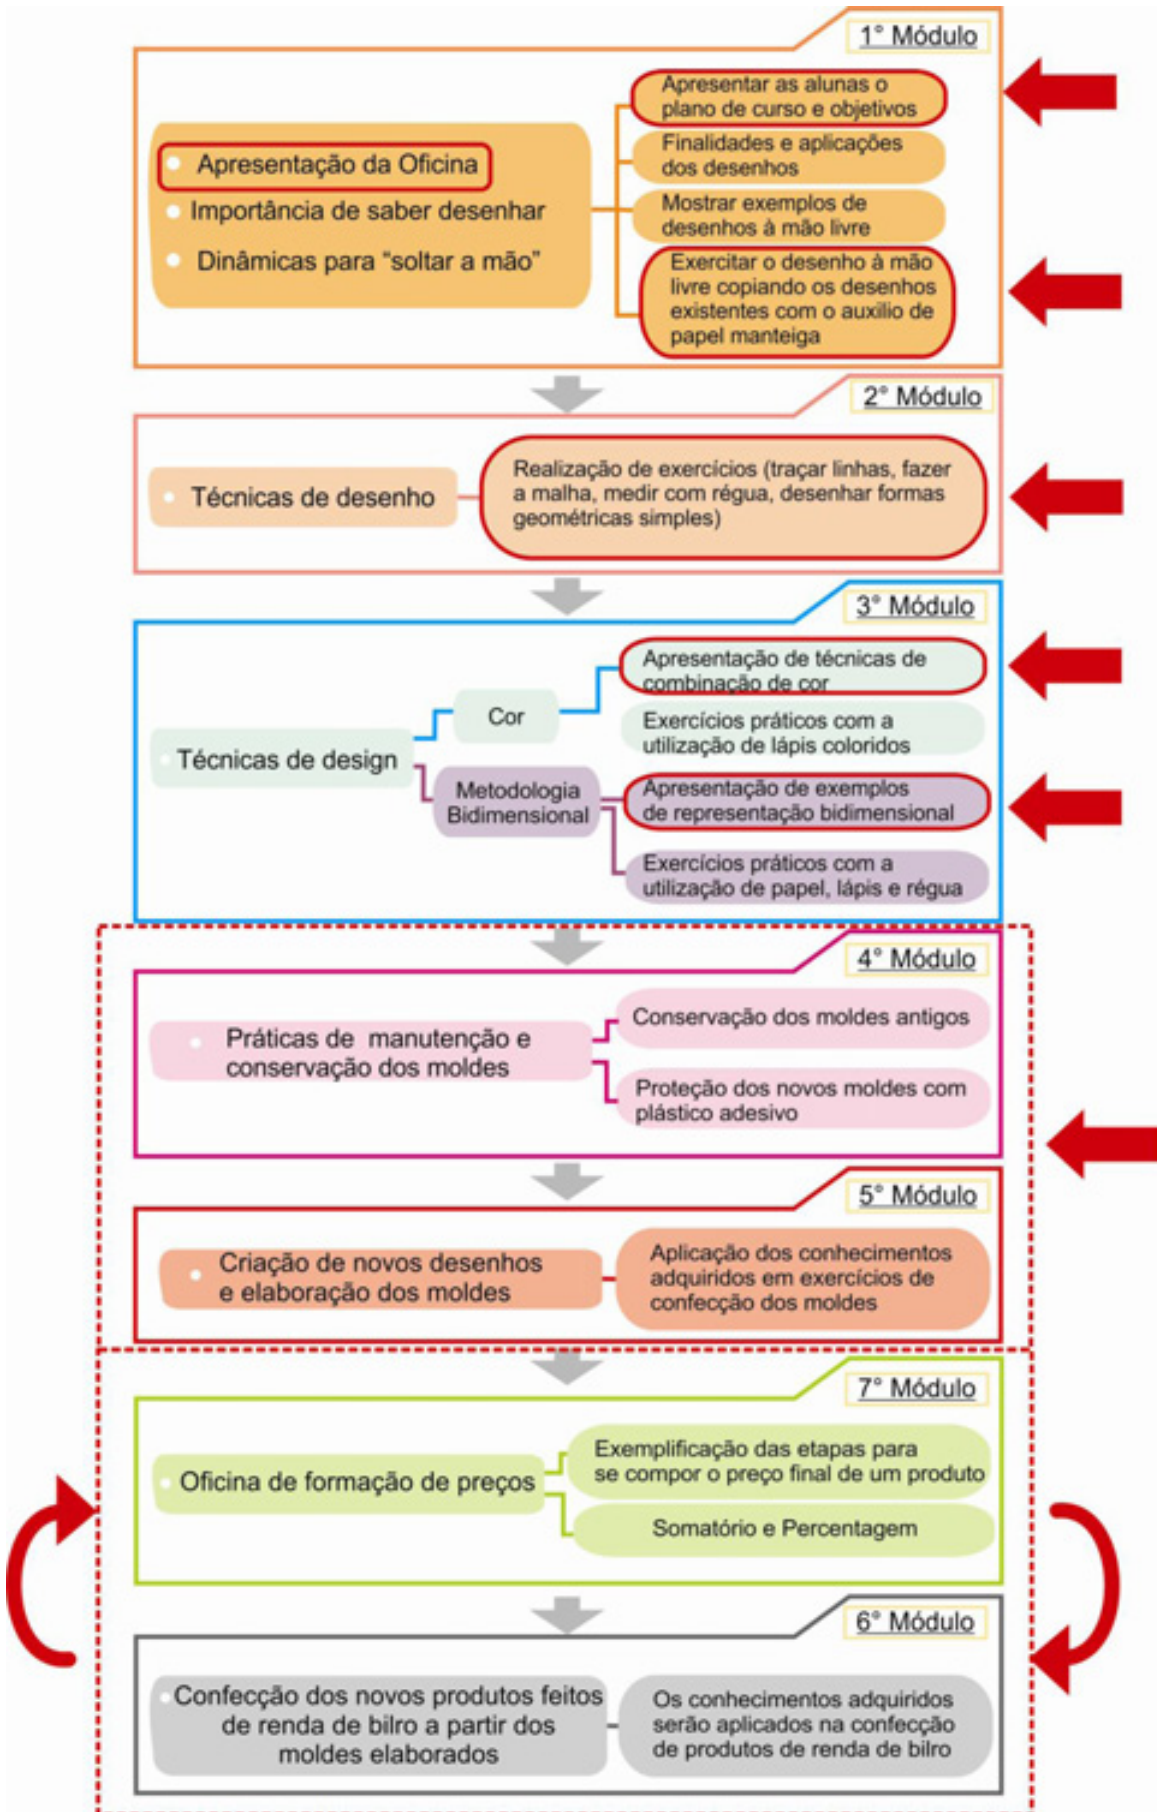 1° Módulo
Apresentação da Oficina
Importância de saber desenhar
Dinâmicas para “soltar a mão”
Apresentar as alunas o
plano de curso e objetivos
Finalidades e aplicações
dos desenhos
Mostrar exemplos de
desenhos à mão livre
Exercitar o desenho à mão
livre copiando os desenhos
existentes com o auxilio de
papel manteiga
2° Módulo
Técnicas de desenho
Realização de exercícios (traçar linhas, fazer
a malha, medir com régua, desenhar formas
geométricas simples)
3° Módulo
Técnicas de design
Cor
Apresentação de técnicas de
combinação de cor
Exercícios práticos com a
utilização de lápis coloridos
Metodologia
Bidimensional
Apresentação de exemplos
de representação bidimensional
Exercícios práticos com a
utilização de papel, lápis e régua
4° Módulo
Práticas de manutenção e
conservação dos moldes
Conservação dos moldes antigos
Proteção dos novos moldes com
plástico adesivo
5° Módulo
Criação de novos desenhos
e elaboração dos moldes
Aplicação dos conhecimentos
adquiridos em exercícios de
confecção dos moldes
7° Módulo
Oficina de formação de preços
Exemplificação das etapas para
se compor o preço final de um produto
Somatório e Percentagem
6° Módulo
Confecção dos novos produtos feitos
de renda de bilro a partir dos
moldes elaborados
Os conhecimentos adquiridos
serão aplicados na confecção
de produtos de renda de bilro